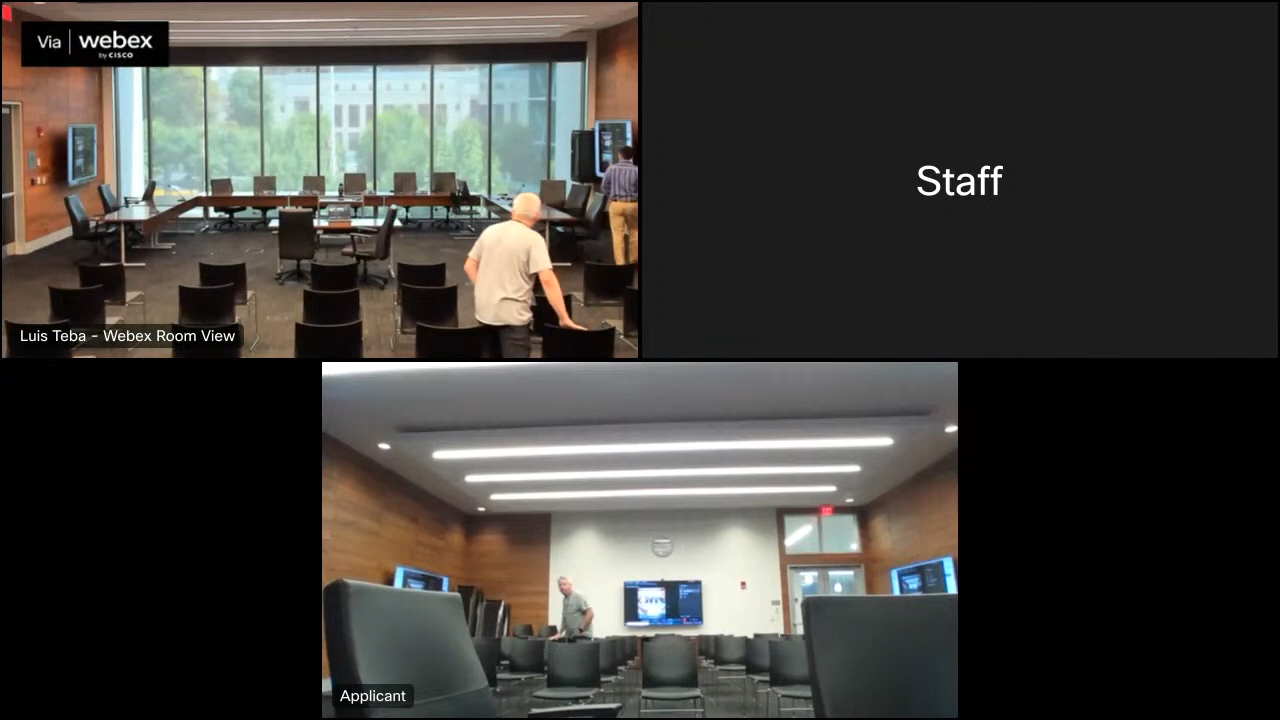 Via | webex
by CISCO
Staff
Luis Teba - Webex Room View
Applicant